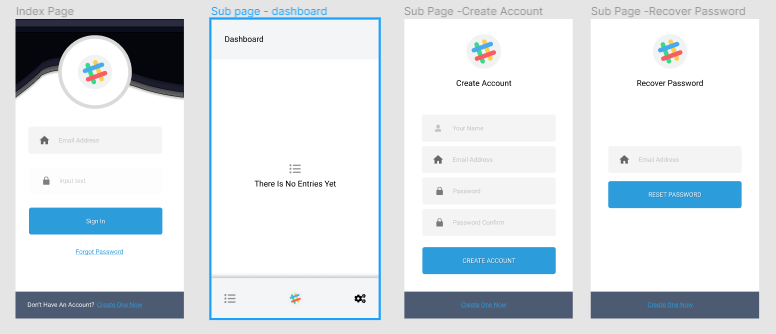 Index Page
Email Address
Input text
Sign In
Forgot Password
Don't Have An Account? Create One Now
Sub page - dashboard
Dashboard
There Is No Entries Yet
Sub Page -Create Account
Create Account
Your Name
Email Address
Password
Password Confirm
CREATE ACCOUNT
Create One Now
Sub Page -Recover Password
Recover Password
Email Address
RESET PASSWORD
Create One Now